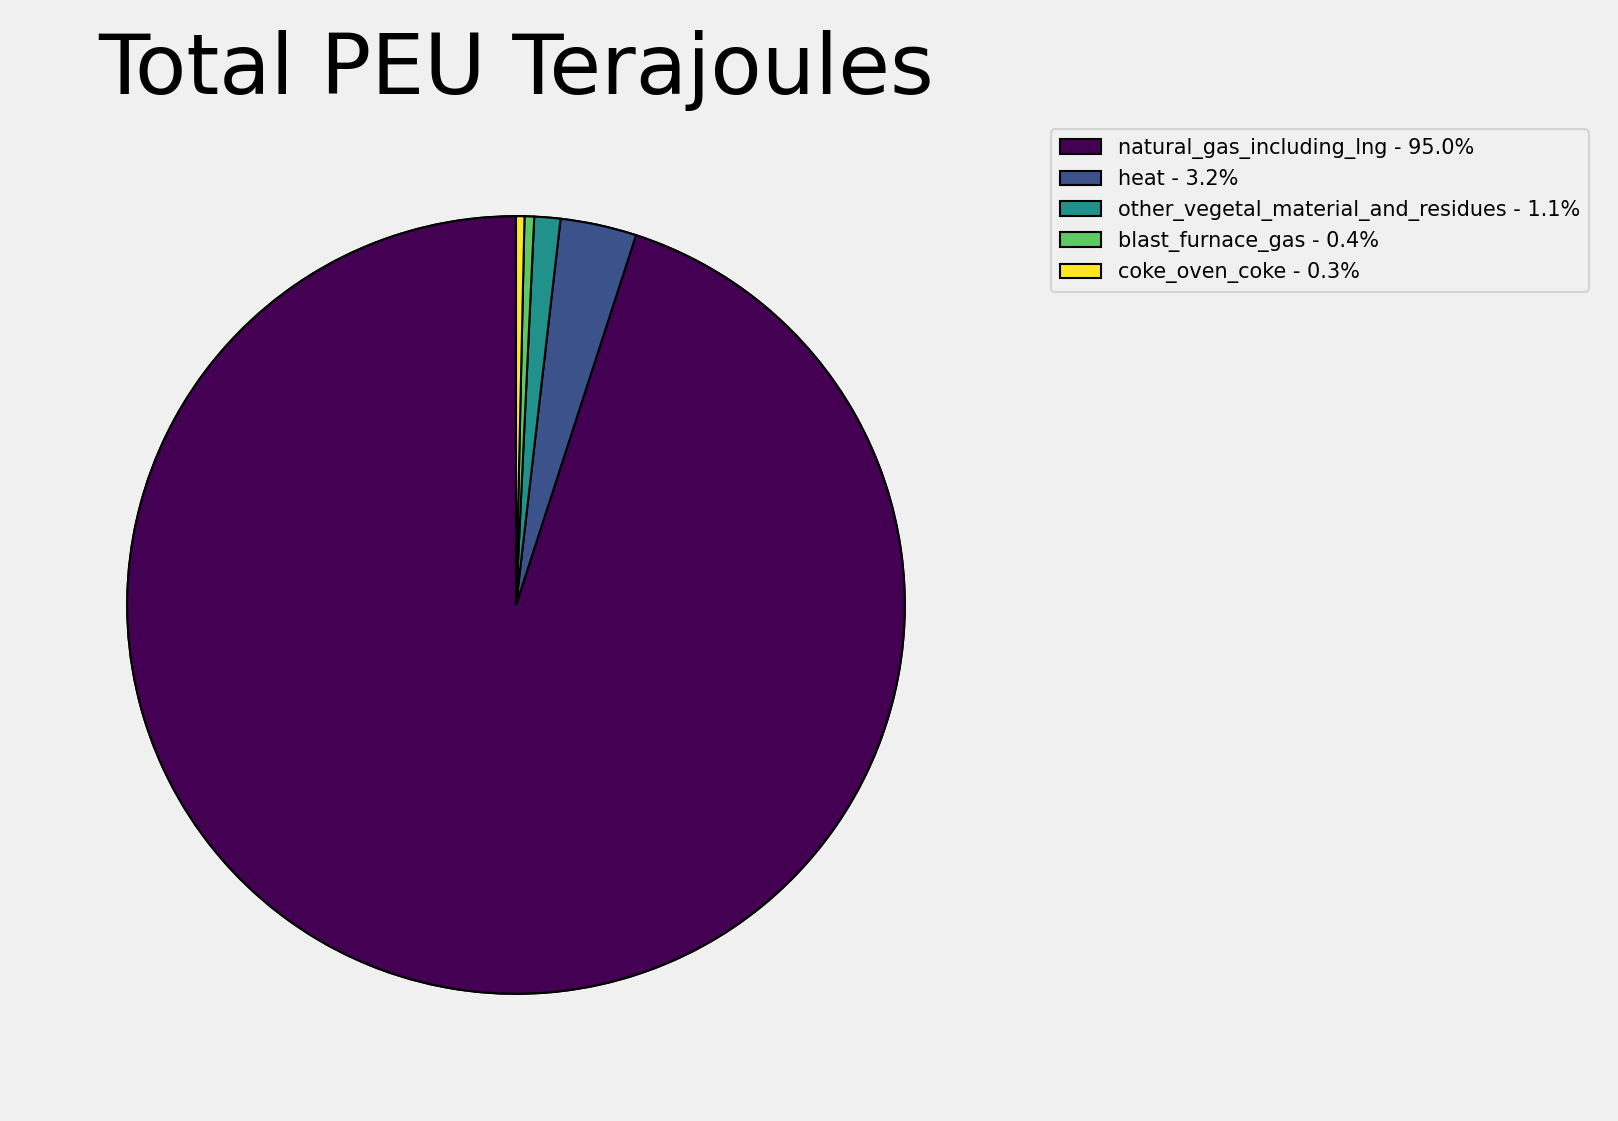 Total PEU Terajoules
natural_gas_including_lng - 95.0%
heat - 3.2%
other_vegetal_material_and_residues - 1.1%
blast_furnace_gas - 0.4%
coke_oven_coke - 0.3%